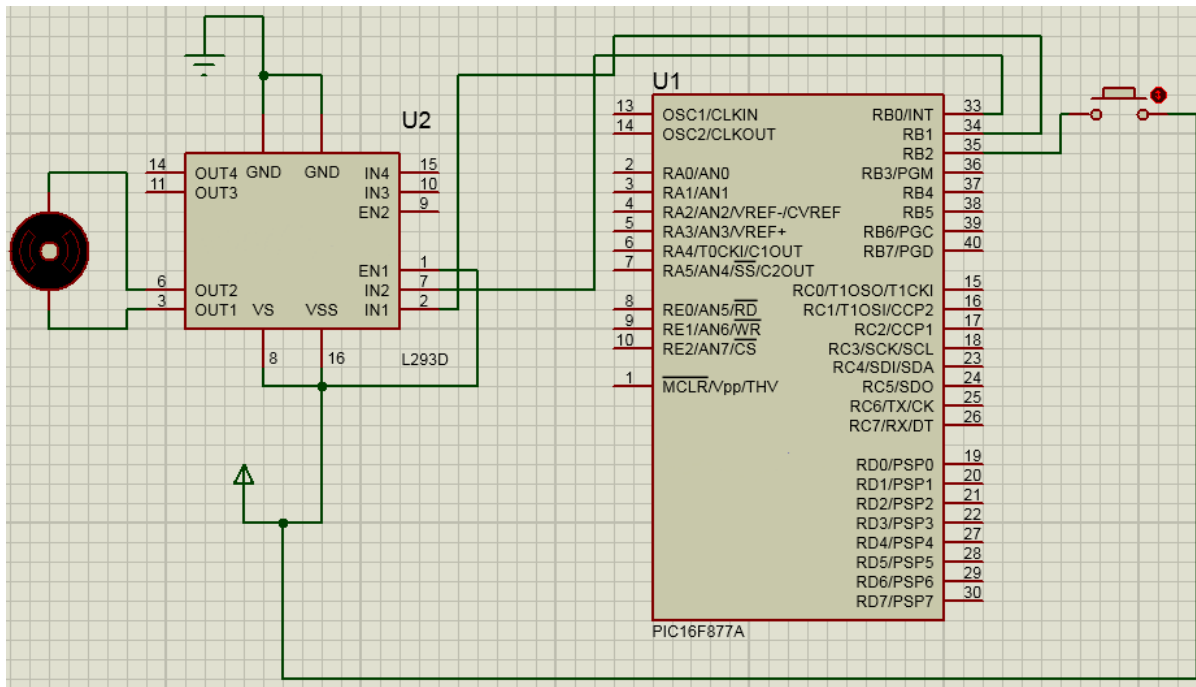 U2
14 OUT4 GND GND IN4 15
11 OUT3 IN3 10
EN2 9
EN1 1
6 OUT2 IN2 7
3 OUT1 VS VSS IN1 2
8 16 L293D
U1
13 OSC1/CLKIN RB0/INT 33
14 OSC2/CLKOUT RB1 34
RB2 35
2 RA0/AN0 RB3/PGM 36
3 RA1/AN1 RB4 37
4 RA2/AN2/VREF-/CVREF RB5 38
5 RA3/AN3/VREF+ RB6/PGC 39
6 RA4/T0CKI/C1OUT RB7/PGD 40
7 RA5/AN4/SS/C2OUT
RC0/T1OSO/T1CKI 15
8 RE0/AN5/RD RC1/T1OSI/CCP2 16
9 RE1/AN6/WR RC2/CCP1 17
10 RE2/AN7/CS RC3/SCK/SCL 18
RC4/SDI/SDA 23
1 MCLR/Vpp/THV RC5/SDO 24
RC6/TX/CK 25
RC7/RX/DT 26
RD0/PSP0 19
RD1/PSP1 20
RD2/PSP2 21
RD3/PSP3 22
RD4/PSP4 27
RD5/PSP5 28
RD6/PSP6 29
RD7/PSP7 30
PIC16F877A